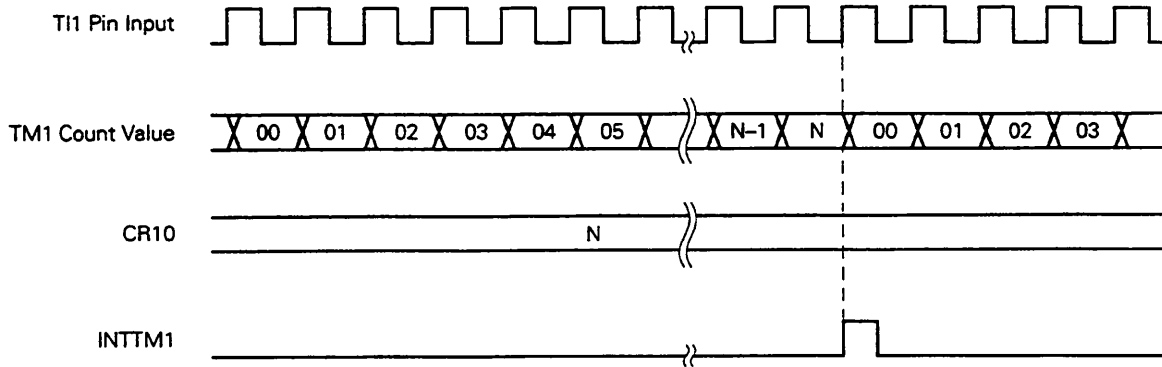 TI1 Pin Input
TM1 Count Value 00 01 02 03 04 05 N–1 N 00 01 02 03
CR10 N
INTTM1